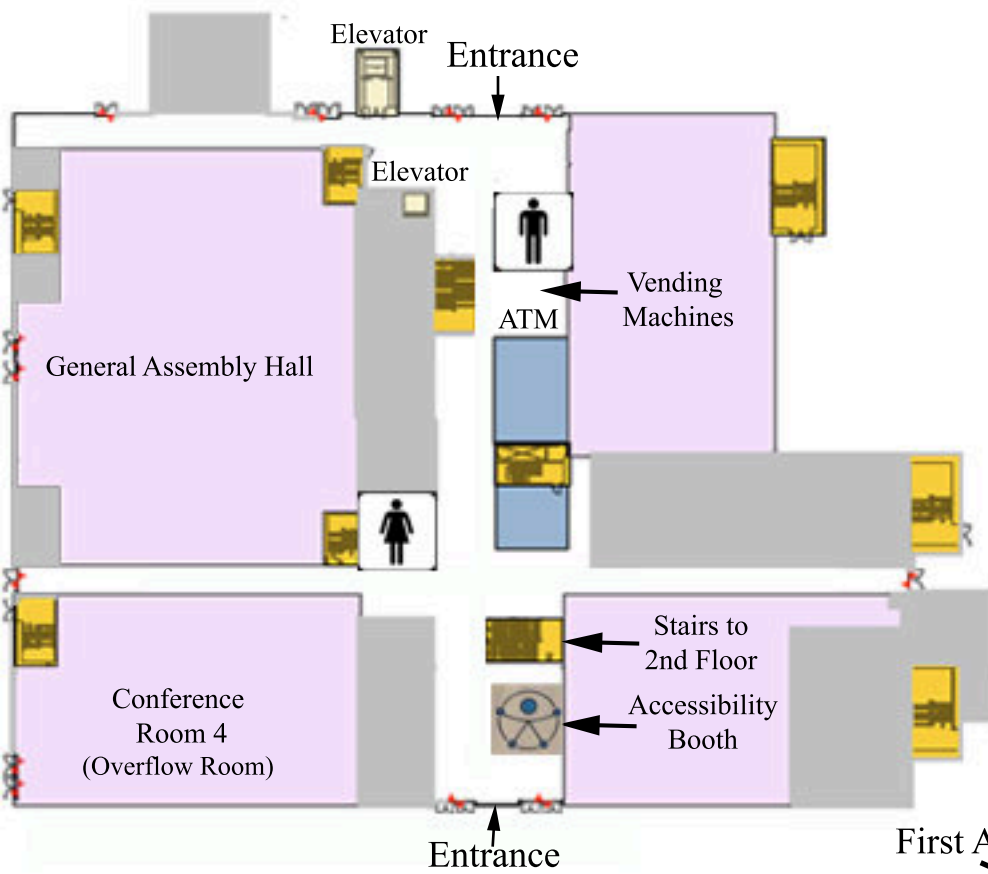 Elevator
Entrance
Elevator
Vending
Machines
ATM
General Assembly Hall
Stairs to
2nd Floor
Accessibility
Booth
Conference
Room 4
(Overflow Room)
First A
Entrance